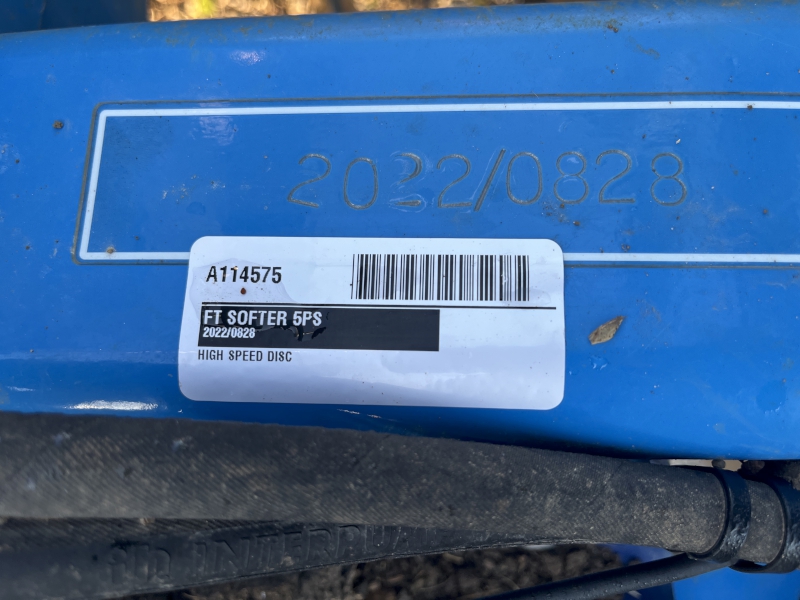 2022/0828
A114575
FT SOFTER 5PS
2022/0828
HIGH SPEED DISC